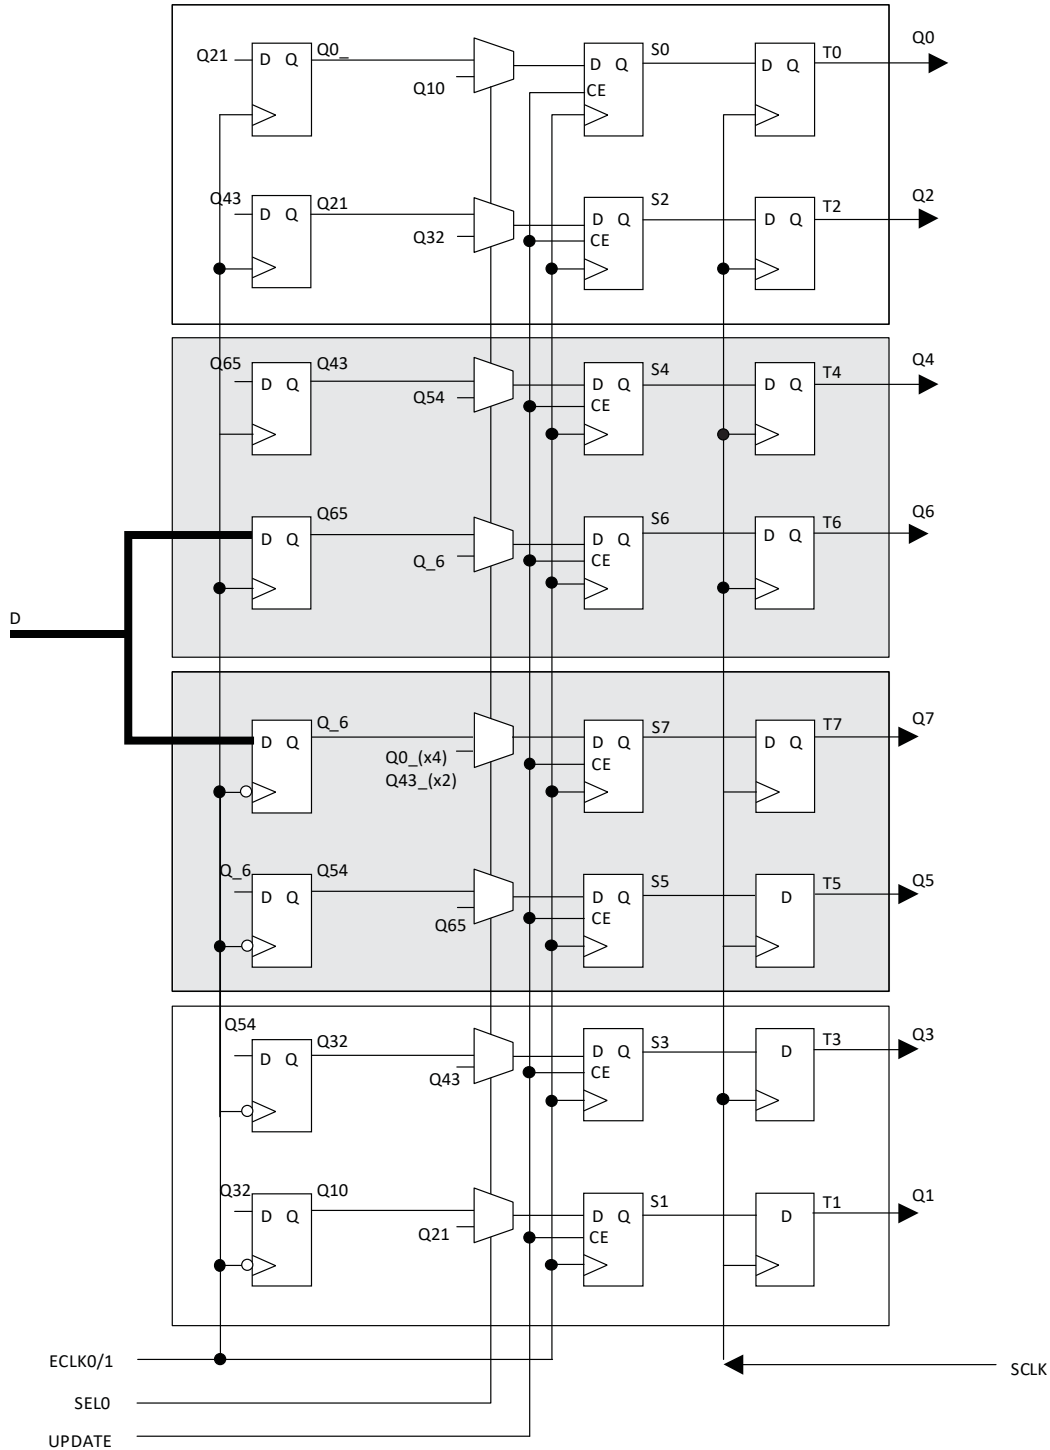 Q21 D Q Q0_ Q10 D Q CE S0 D Q T0 Q0
Q43 D Q Q21 Q32 D Q CE S2 D Q T2 Q2
Q65 D Q Q43 Q54 D Q CE S4 D Q T4 Q4
D Q Q65 Q_6 D Q CE S6 D Q T6 Q6
D
D Q Q_6 Q0_(x4) Q43_(x2) D Q CE S7 D Q T7 Q7
Q_6 D Q Q54 Q65 D Q CE S5 D T5 Q5
Q54 D Q Q32 Q43 D Q CE S3 D T3 Q3
Q32 D Q Q10 Q21 D Q CE S1 D T1 Q1
ECLK0/1
SCLK
SEL0
UPDATE